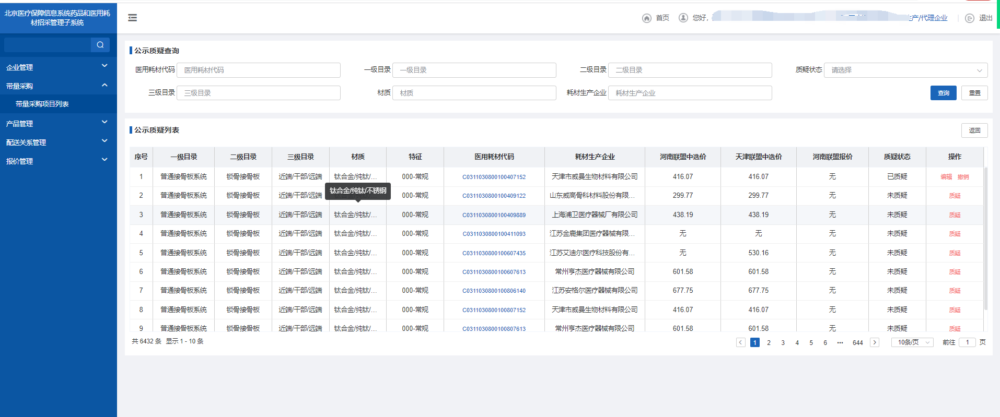 北京医疗保障信息系统药品和医用耗
材招采管理子系统
首页
您好,
生产/代理企业
退出
企业管理
带量采购
带量采购项目列表
产品管理
配送关系管理
报价管理
公示质疑查询
医用耗材代码 医用耗材代码 一级目录 一级目录 二级目录 二级目录 质疑状态 请选择
三级目录 三级目录 材质 材质 耗材生产企业 耗材生产企业 查询 重置
公示质疑列表
返回
序号 一级目录 二级目录 三级目录 材质 特征 医用耗材代码 耗材生产企业 河南联盟中选价 天津联盟中选价 河南联盟报价 质疑状态 操作
1 普通接骨板系统 锁骨接骨板 近端/干部/远端 钛合金/纯钛/... 000-常规 C0311030800100407152 天津市威曼生物材料有限公司 416.07 416.07 无 已质疑 编辑 撤销
钛合金/纯钛/不锈钢
2 普通接骨板系统 锁骨接骨板 近端/干部/远端 000-常规 C0311030800100409122 山东威高骨科材料股份有限... 299.77 299.77 无 未质疑 质疑
3 普通接骨板系统 锁骨接骨板 近端/干部/远端 钛合金/纯钛/... 000-常规 C0311030800100409889 上海浦卫医疗器械厂有限公司 438.19 438.19 无 未质疑 质疑
4 普通接骨板系统 锁骨接骨板 近端/干部/远端 钛合金/纯钛/... 000-常规 C0311030800100411093 江苏金鹿集团医疗器械有限... 无 无 无 未质疑 质疑
5 普通接骨板系统 锁骨接骨板 近端/干部/远端 钛合金/纯钛/... 000-常规 C0311030800100607435 江苏艾迪尔医疗科技股份有... 无 530.16 无 未质疑 质疑
6 普通接骨板系统 锁骨接骨板 近端/干部/远端 钛合金/纯钛/... 000-常规 C0311030800100607613 常州亨杰医疗器械有限公司 601.58 601.58 无 未质疑 质疑
7 普通接骨板系统 锁骨接骨板 近端/干部/远端 钛合金/纯钛/... 000-常规 C0311030800100806140 江苏安格尔医疗器械有限公司 677.75 677.75 无 未质疑 质疑
8 普通接骨板系统 锁骨接骨板 近端/干部/远端 钛合金/纯钛/... 000-常规 C0311030800100807152 天津市威曼生物材料有限公司 416.07 416.07 无 未质疑 质疑
9 普通接骨板系统 锁骨接骨板 近端/干部/远端 钛合金/纯钛/... 000-常规 C0311030800100807613 常州亨杰医疗器械有限公司 601.58 601.58 无 未质疑 质疑
共 6432 条 显示 1 - 10 条 1 2 3 4 5 6 ··· 644 10条/页 前往 1 页